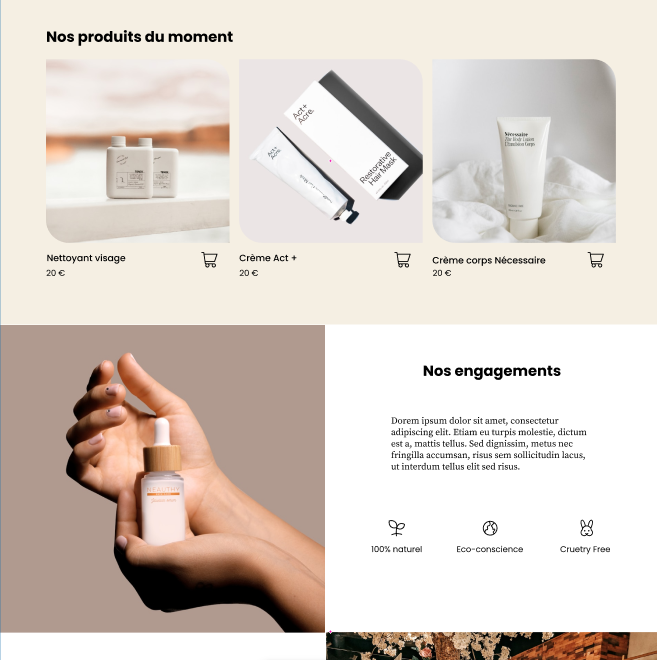 Nos produits du moment
Act+
Acre.
Restorative
Hair Mask
Act+
Acre.
Nécessaire
The Body Lotion
Nettoyant visage
20 €
Crème Act +
20 €
Crème corps Nécessaire
20 €
Nos engagements
Dorem ipsum dolor sit amet, consectetur
adipiscing elit. Etiam eu turpis molestie, dictum
est a, mattis tellus. Sed dignissim, metus nec
fringilla accumsan, risus sem sollicitudin lacus,
ut interdum tellus elit sed risus.
100% naturel
Eco-conscience
Cruetry Free